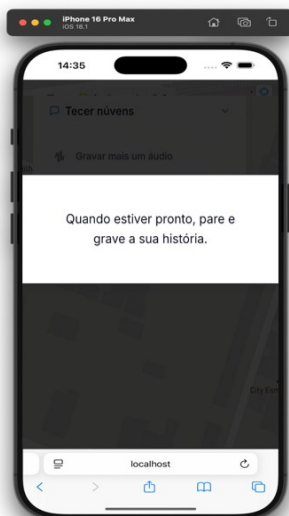 iPhone 16 Pro Max
iOS 18.1
14:35
Tecer núvens
Gravar mais um áudio
Quando estiver pronto, pare e
grave a sua história.
localhost